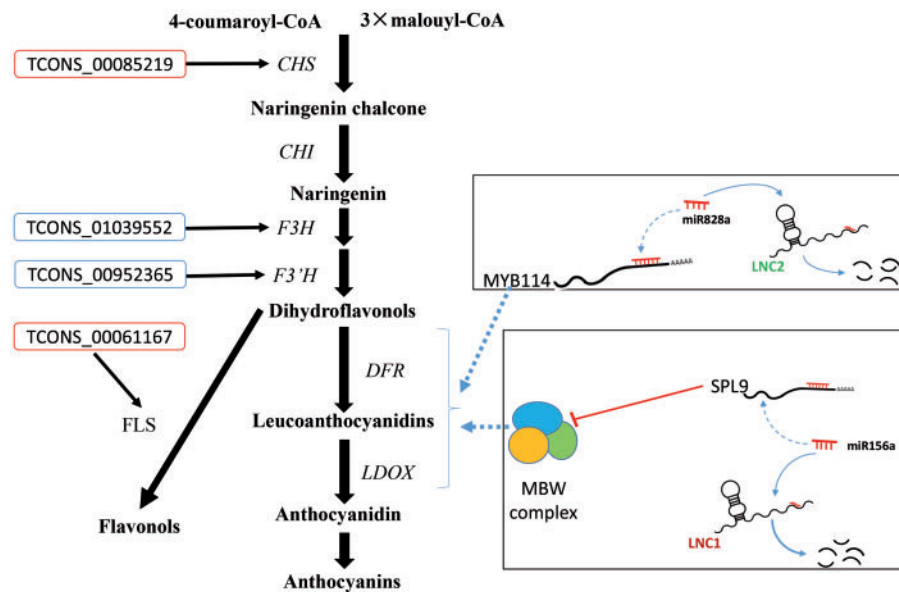 4-coumaroyl-CoA 3×malouyl-CoA
TCONS_00085219
CHS
Naringenin chalcone
CHI
Naringenin
TCONS_01039552
F3H
TCONS_00952365
F3'H
Dihydroflavonols
TCONS_00061167
FLS
DFR
Leucoanthocyanidins
LDOX
Flavonols
Anthocyanidin
Anthocyanins
miR828a
AAAAA
MYB114
LNC2
SPL9
AAAAA
miR156a
MBW
complex
LNC1